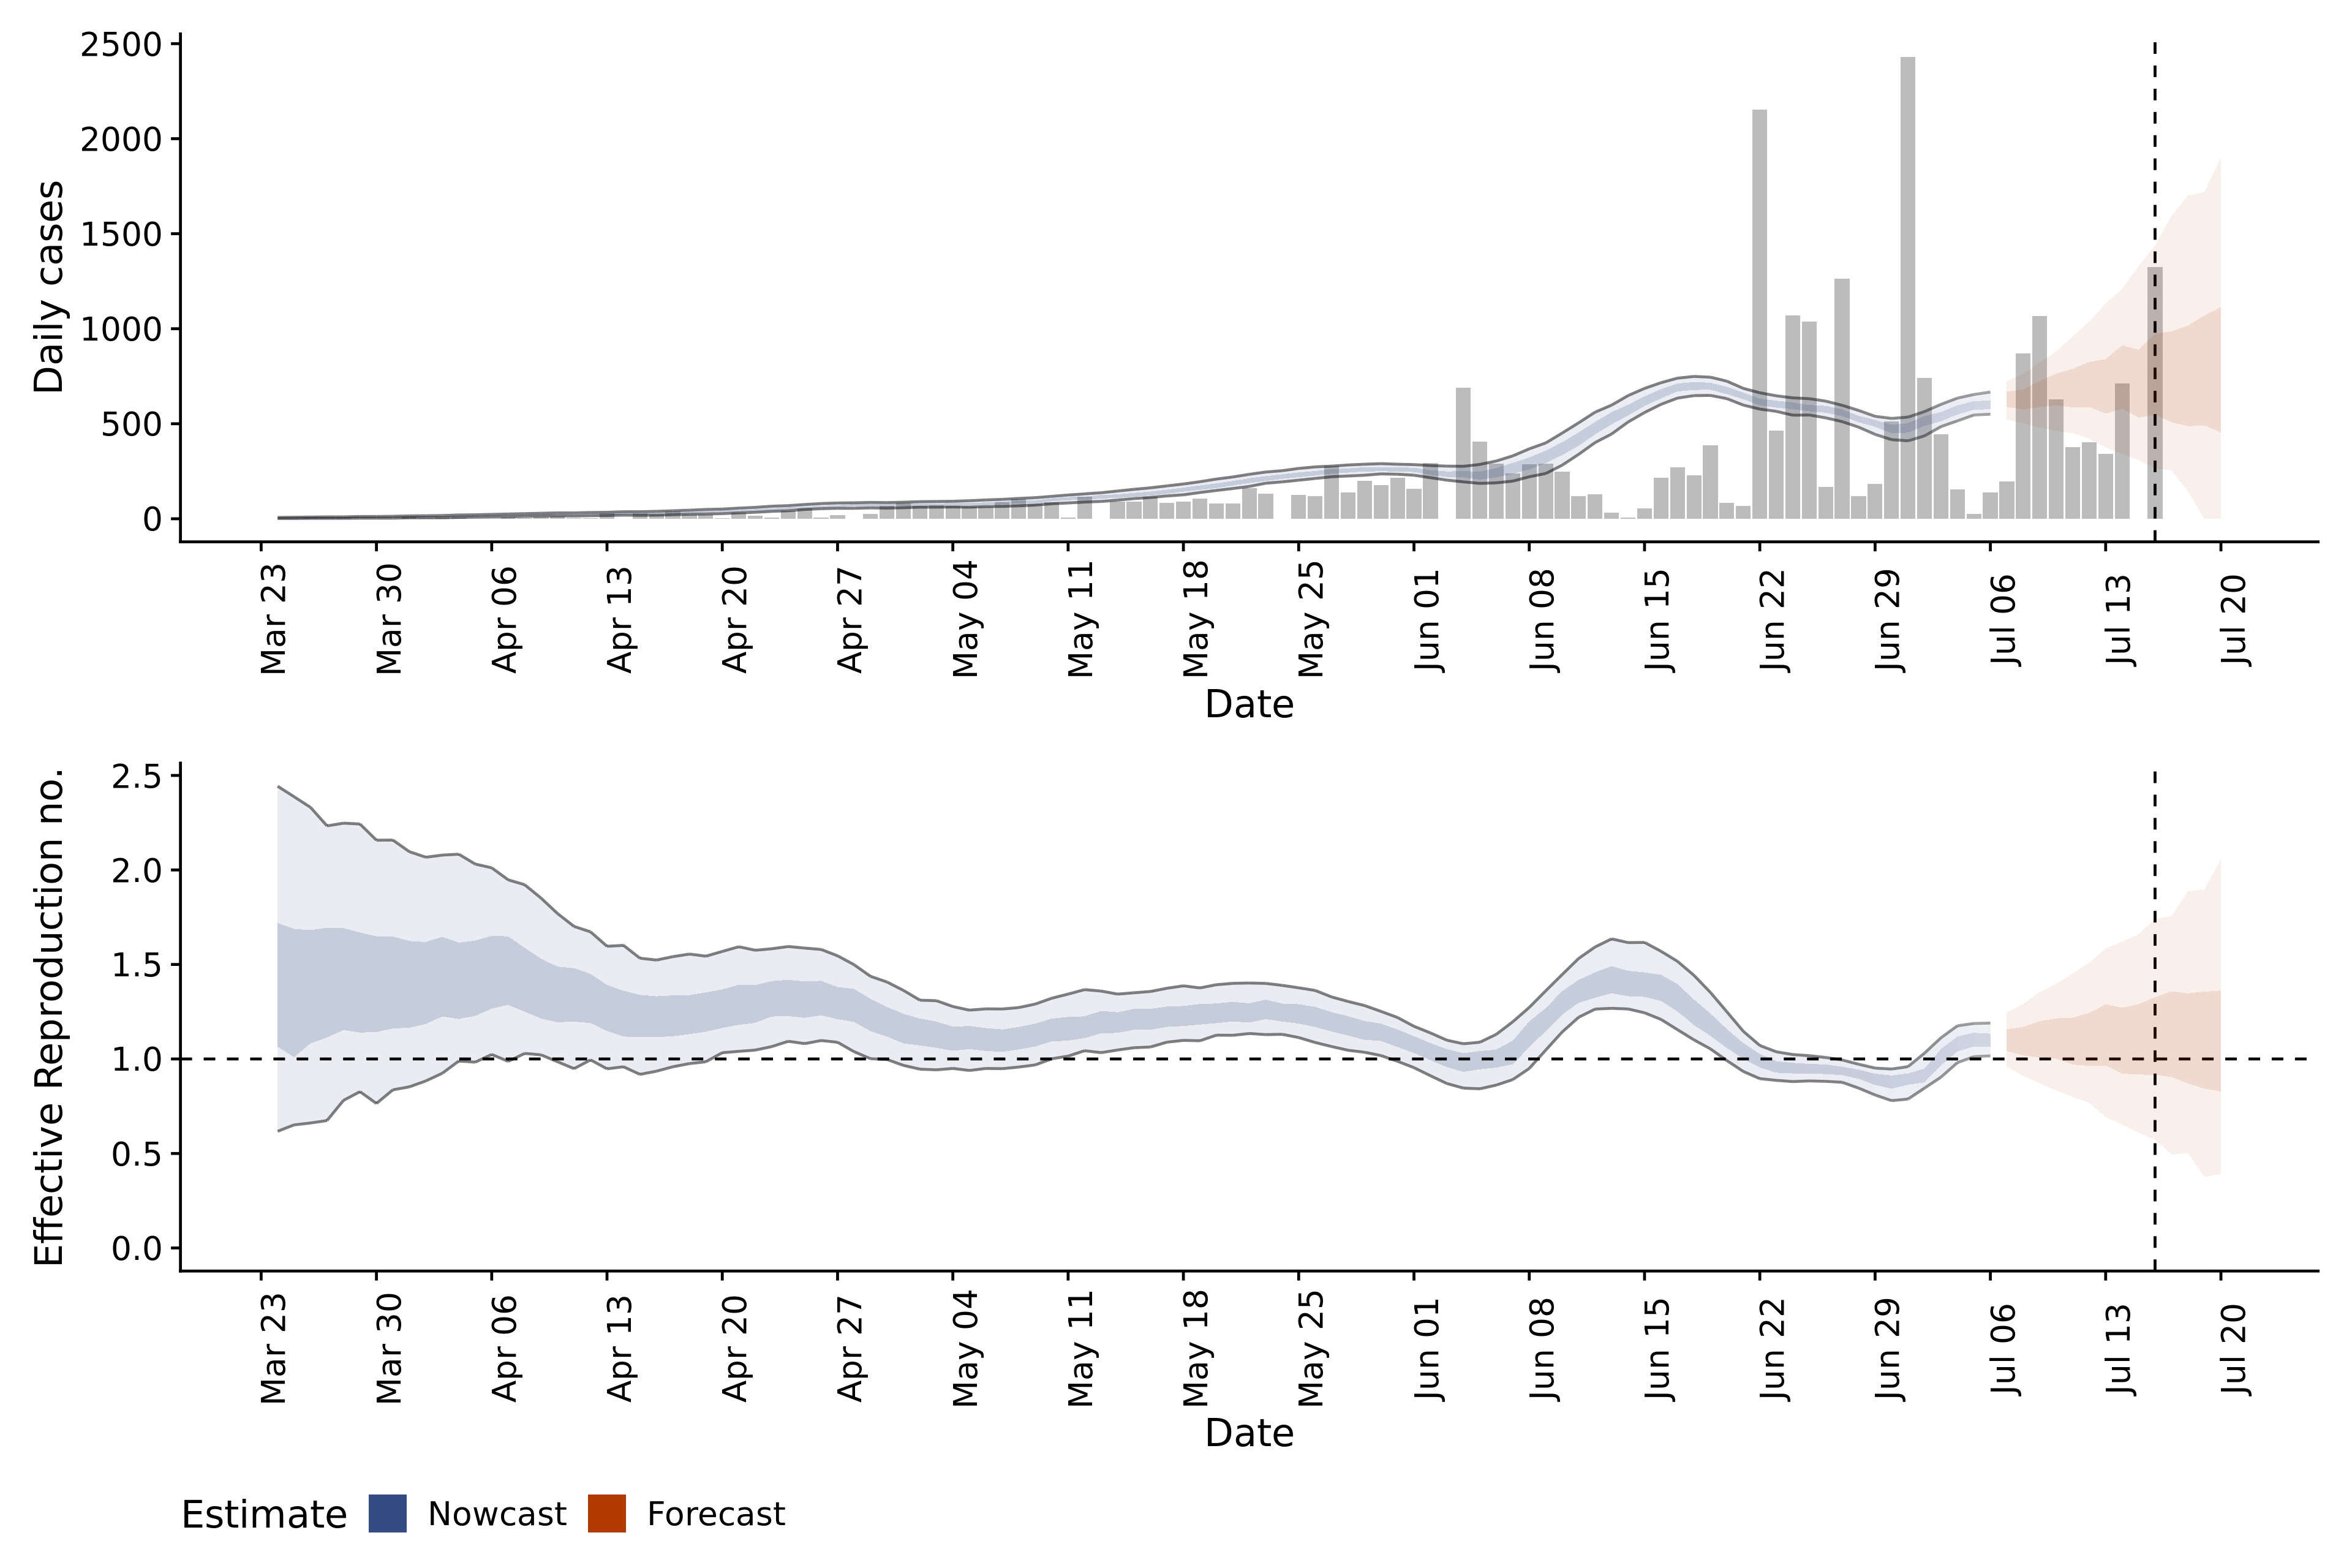 2500
2000
1500
1000
500
0
Daily cases
Mar 23 Mar 30 Apr 06 Apr 13 Apr 20 Apr 27 May 04 May 11 May 18 May 25 Jun 01 Jun 08 Jun 15 Jun 22 Jun 29 Jul 06 Jul 13 Jul 20
Date
2.5
2.0
1.5
1.0
0.5
0.0
Effective Reproduction no.
Mar 23 Mar 30 Apr 06 Apr 13 Apr 20 Apr 27 May 04 May 11 May 18 May 25 Jun 01 Jun 08 Jun 15 Jun 22 Jun 29 Jul 06 Jul 13 Jul 20
Date
Estimate Nowcast Forecast